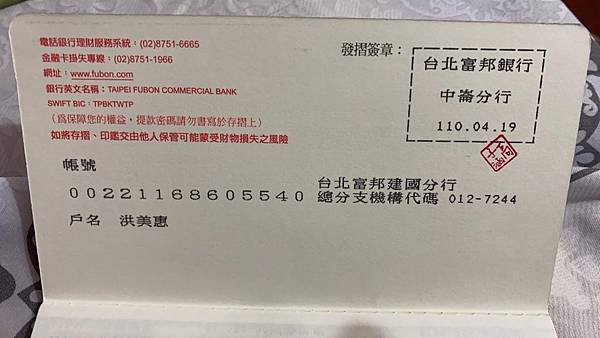 電話銀行理財服務系統：(02)8751-6665
金融卡掛失專線：(02)8751-1966
網址：www.fubon.com
銀行英文名稱：TAIPEI FUBON COMMERCIAL BANK
SWIFT BIC：TPBKTWTP
(為保障您的權益，提款密碼請勿書寫於存摺上)
如將存摺、印鑑交由他人保管可能蒙受財物損失之風險
發摺簽章：
台北富邦銀行
中崙分行
110.04.19
帳號
00221168605540
台北富邦建國分行
總分支機構代碼 012-7244
戶名 洪美惠